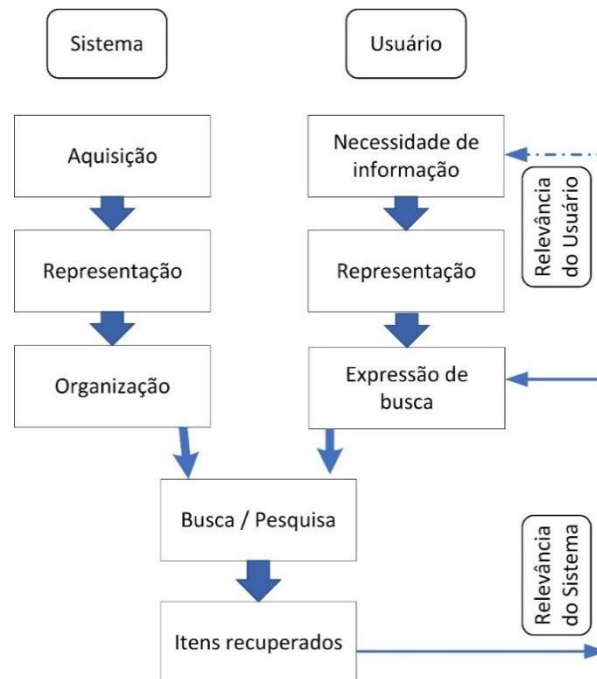 Sistema
Usuário
Aquisição
Necessidade de
informação
Relevância
do Usuário
Representação
Representação
Organização
Expressão de
busca
Busca / Pesquisa
Relevância
do Sistema
Itens recuperados